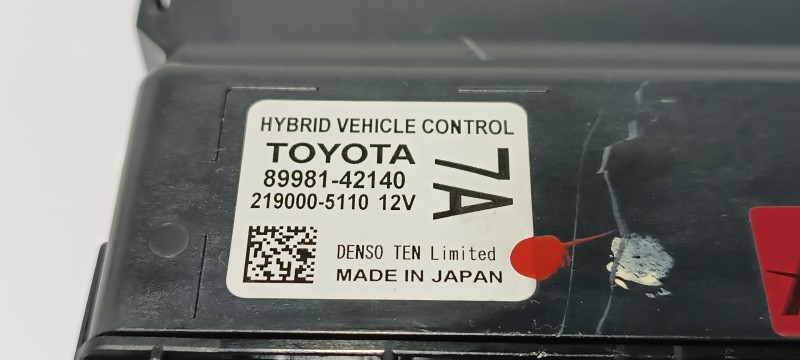 HYBRID VEHICLE CONTROL
TOYOTA
7A
89981-42140
219000-5110 12V
DENSO TEN Limited
MADE IN JAPAN